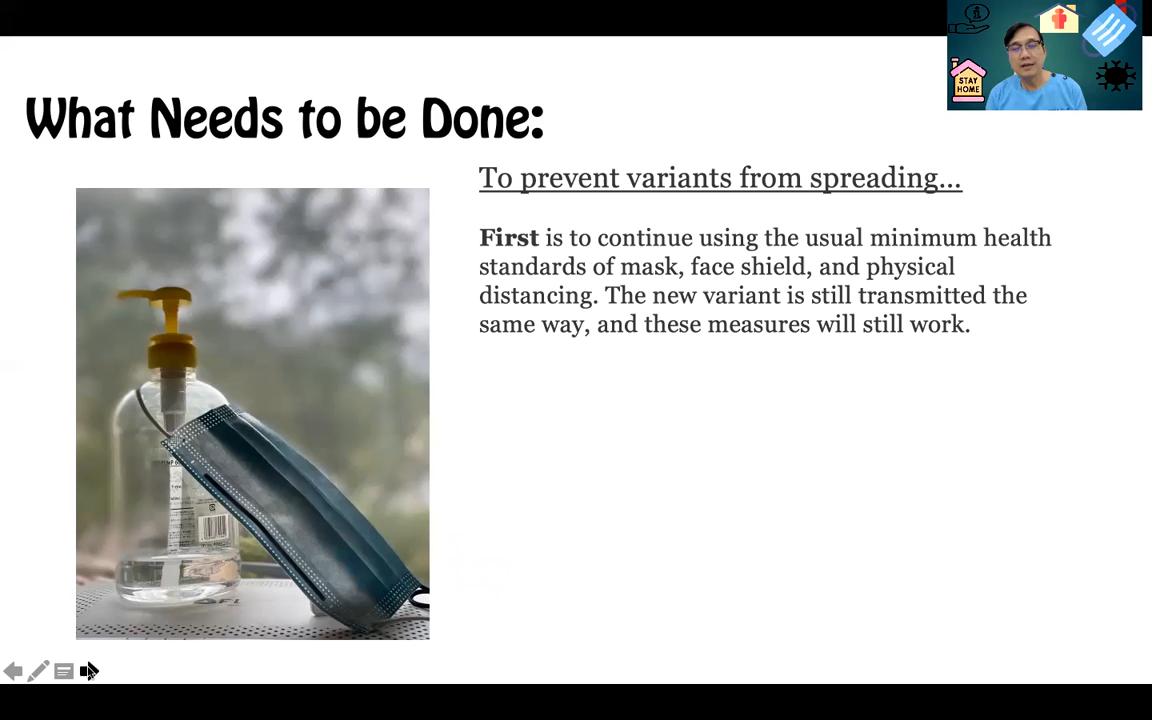 STAY
HOME
What Needs to be Done:
To prevent variants from spreading...
First is to continue using the usual minimum health
standards of mask, face shield, and physical
distancing. The new variant is still transmitted the
same way, and these measures will still work.